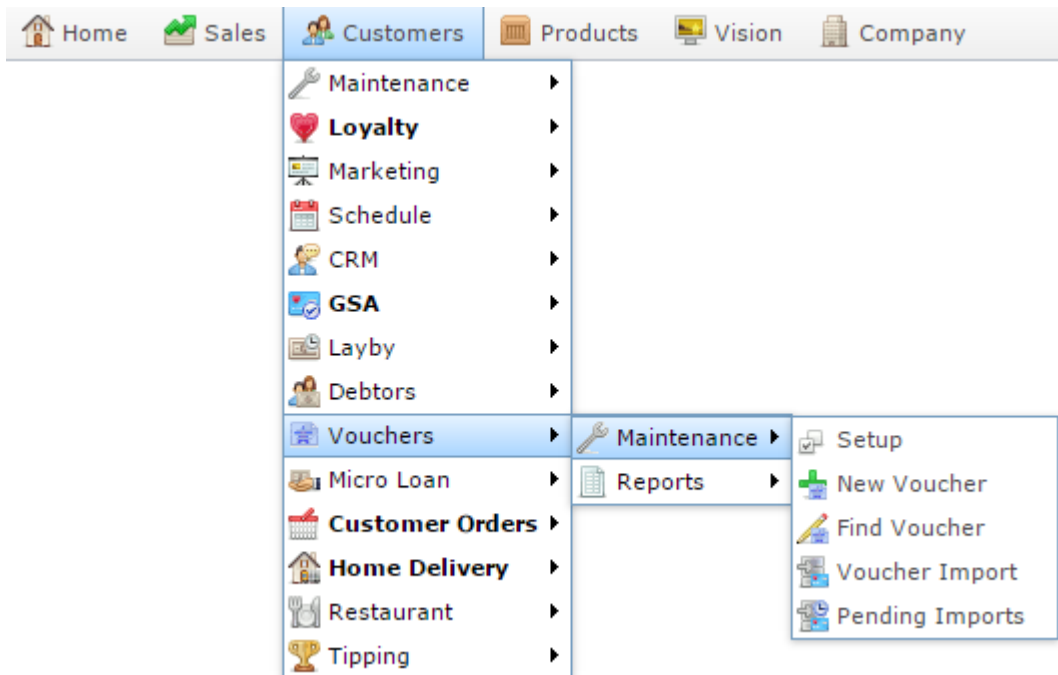 Home Sales Customers Products Vision Company
Maintenance
Loyalty
Marketing
Schedule
CRM
GSA
Layby
Debtors
Vouchers Maintenance Setup
Micro Loan Reports New Voucher
Customer Orders Find Voucher
Home Delivery Voucher Import
Restaurant Pending Imports
Tipping